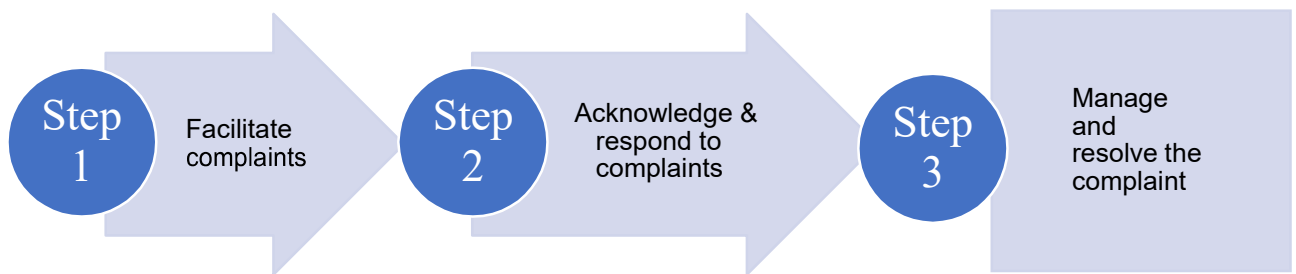 Step
1
Facilitate
complaints
Step
2
Acknowledge &
respond to
complaints
Step
3
Manage
and
resolve the
complaint